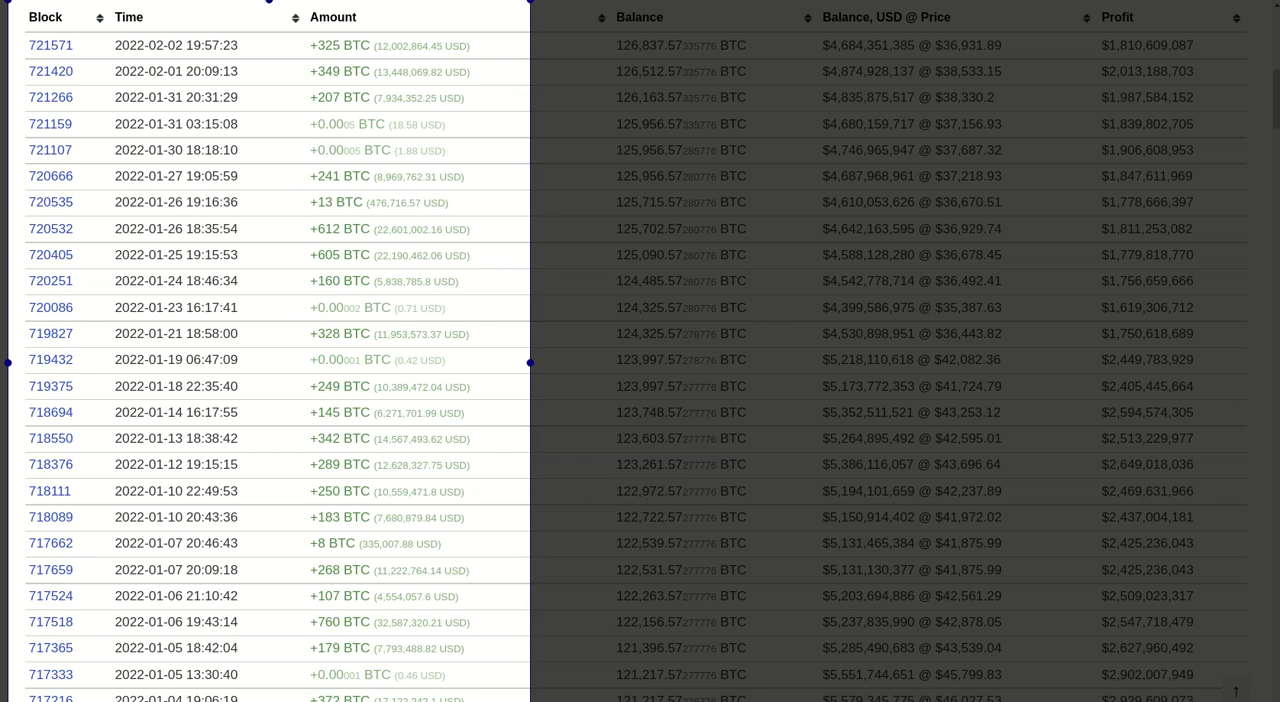 Block Time Amount Balance Balance, USD @ Price Profit
721571 2022-02-02 19:57:23 +325 BTC (12,002,864.45 USD) 126,837.57335776 BTC $4,684,351,385 @ $36,931.89 $1,810,609,087
721420 2022-02-01 20:09:13 +349 BTC (13,448,069.82 USD) 126,512.57335776 BTC $4,874,928,137 @ $38,533.15 $2,013,188,703
721266 2022-01-31 20:31:29 +207 BTC (7,934,352.25 USD) 126,163.57335776 BTC $4,835,875,517 @ $38,330.2 $1,987,584,152
721159 2022-01-31 03:15:08 +0.0005 BTC (18.58 USD) 125,956.57335776 BTC $4,680,159,717 @ $37,156.93 $1,839,802,705
721107 2022-01-30 18:18:10 +0.00005 BTC (1.88 USD) 125,956.57285776 BTC $4,746,965,947 @ $37,687.32 $1,906,608,953
720666 2022-01-27 19:05:59 +241 BTC (8,969,762.31 USD) 125,956.57280776 BTC $4,687,968,961 @ $37,218.93 $1,847,611,969
720535 2022-01-26 19:16:36 +13 BTC (476,716.57 USD) 125,715.57280776 BTC $4,610,053,626 @ $36,670.51 $1,778,666,397
720532 2022-01-26 18:35:54 +612 BTC (22,601,002.16 USD) 125,702.57280776 BTC $4,642,163,595 @ $36,929.74 $1,811,253,082
720405 2022-01-25 19:15:53 +605 BTC (22,190,462.06 USD) 125,090.57280776 BTC $4,588,128,280 @ $36,678.45 $1,779,818,770
720251 2022-01-24 18:46:34 +160 BTC (5,838,785.8 USD) 124,485.57280776 BTC $4,542,778,714 @ $36,492.41 $1,756,659,666
720086 2022-01-23 16:17:41 +0.00002 BTC (0.71 USD) 124,325.57280776 BTC $4,399,586,975 @ $35,387.63 $1,619,306,712
719827 2022-01-21 18:58:00 +328 BTC (11,953,573.37 USD) 124,325.57278776 BTC $4,530,898,951 @ $36,443.82 $1,750,618,689
719432 2022-01-19 06:47:09 +0.00001 BTC (0.42 USD) 123,997.57278776 BTC $5,218,110,618 @ $42,082.36 $2,449,783,929
719375 2022-01-18 22:35:40 +249 BTC (10,389,472.04 USD) 123,997.57277776 BTC $5,173,772,353 @ $41,724.79 $2,405,445,664
718694 2022-01-14 16:17:55 +145 BTC (6,271,701.99 USD) 123,748.57277776 BTC $5,352,511,521 @ $43,253.12 $2,594,574,305
718550 2022-01-13 18:38:42 +342 BTC (14,567,493.62 USD) 123,603.57277776 BTC $5,264,895,492 @ $42,595.01 $2,513,229,977
718376 2022-01-12 19:15:15 +289 BTC (12,628,327.75 USD) 123,261.57277776 BTC $5,386,116,057 @ $43,696.64 $2,649,018,036
718111 2022-01-10 22:49:53 +250 BTC (10,559,471.8 USD) 122,972.57277776 BTC $5,194,101,659 @ $42,237.89 $2,469,631,966
718089 2022-01-10 20:43:36 +183 BTC (7,680,879.84 USD) 122,722.57277776 BTC $5,150,914,402 @ $41,972.02 $2,437,004,181
717662 2022-01-07 20:46:43 +8 BTC (335,007.88 USD) 122,539.57277776 BTC $5,131,465,384 @ $41,875.99 $2,425,236,043
717659 2022-01-07 20:09:18 +268 BTC (11,222,764.14 USD) 122,531.57277776 BTC $5,131,130,377 @ $41,875.99 $2,425,236,043
717524 2022-01-06 21:10:42 +107 BTC (4,554,057.6 USD) 122,263.57277776 BTC $5,203,694,886 @ $42,561.29 $2,509,023,317
717518 2022-01-06 19:43:14 +760 BTC (32,587,320.21 USD) 122,156.57277776 BTC $5,237,835,990 @ $42,878.05 $2,547,718,479
717365 2022-01-05 18:42:04 +179 BTC (7,793,488.82 USD) 121,396.57277776 BTC $5,285,490,683 @ $43,539.04 $2,627,960,492
717333 2022-01-05 13:30:40 +0.00001 BTC (0.46 USD) 121,217.57277776 BTC $5,551,744,651 @ $45,799.83 $2,902,007,949
717216 2022-01-04 19:06:19 +372 BTC (17,122,242.1 USD) 121,217.57276776 BTC $5,579,345,775 @ $46,027.53 $2,929,609,073